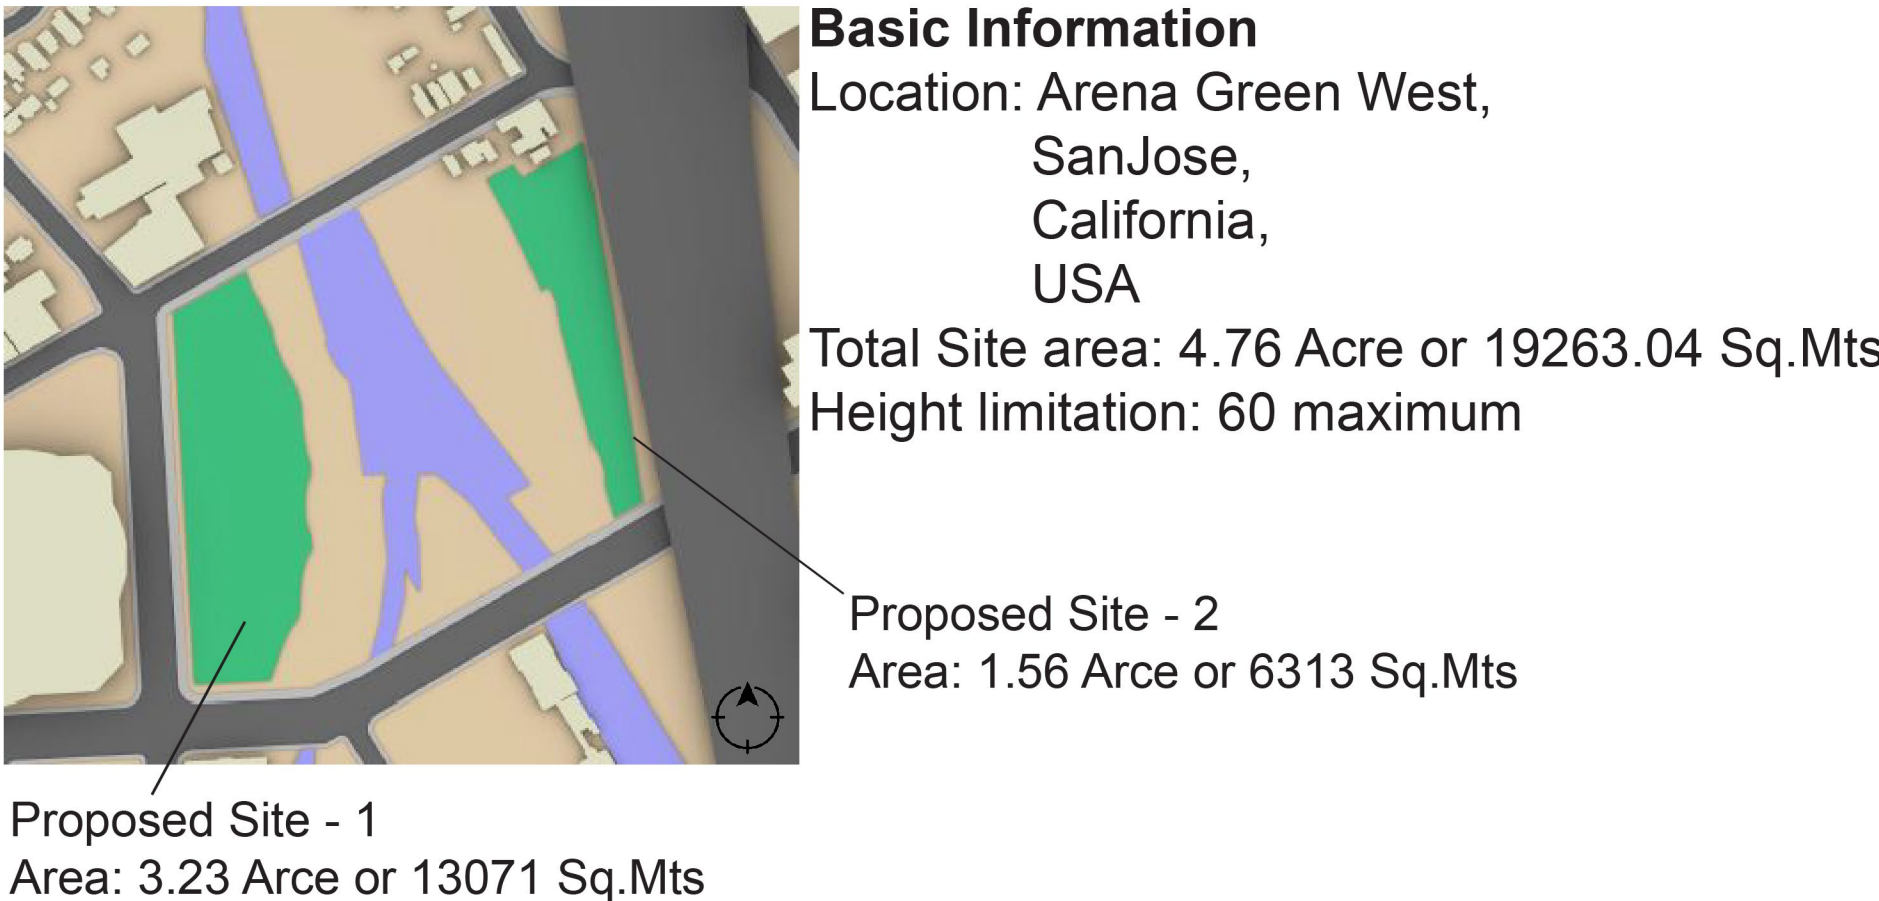 Basic Information
Location: Arena Green West,
SanJose,
California,
USA
Total Site area: 4.76 Acre or 19263.04 Sq.Mts
Height limitation: 60 maximum
Proposed Site - 2
Area: 1.56 Arce or 6313 Sq.Mts
Proposed Site - 1
Area: 3.23 Arce or 13071 Sq.Mts